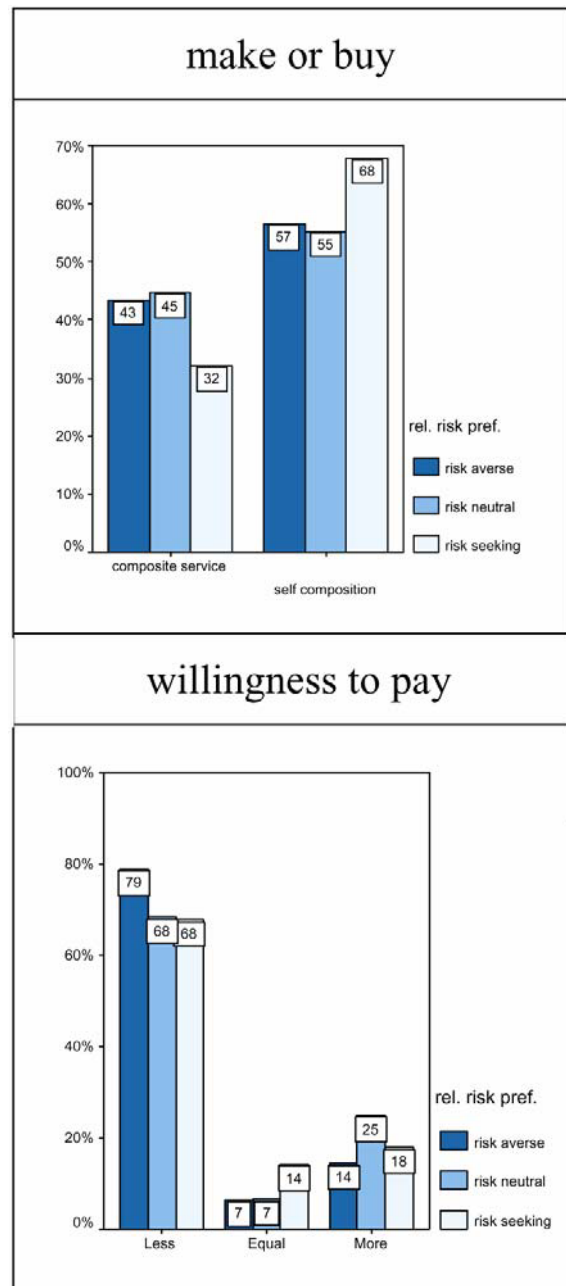 make or buy
70%
60%
50%
40%
30%
20%
10%
0%
43
45
32
57
55
68
composite service
self composition
rel. risk pref.
risk averse
risk neutral
risk seeking
willingness to pay
100%
80%
60%
40%
20%
0%
79
68
68
7
7
14
14
25
18
Less
Equal
More
rel. risk pref.
risk averse
risk neutral
risk seeking